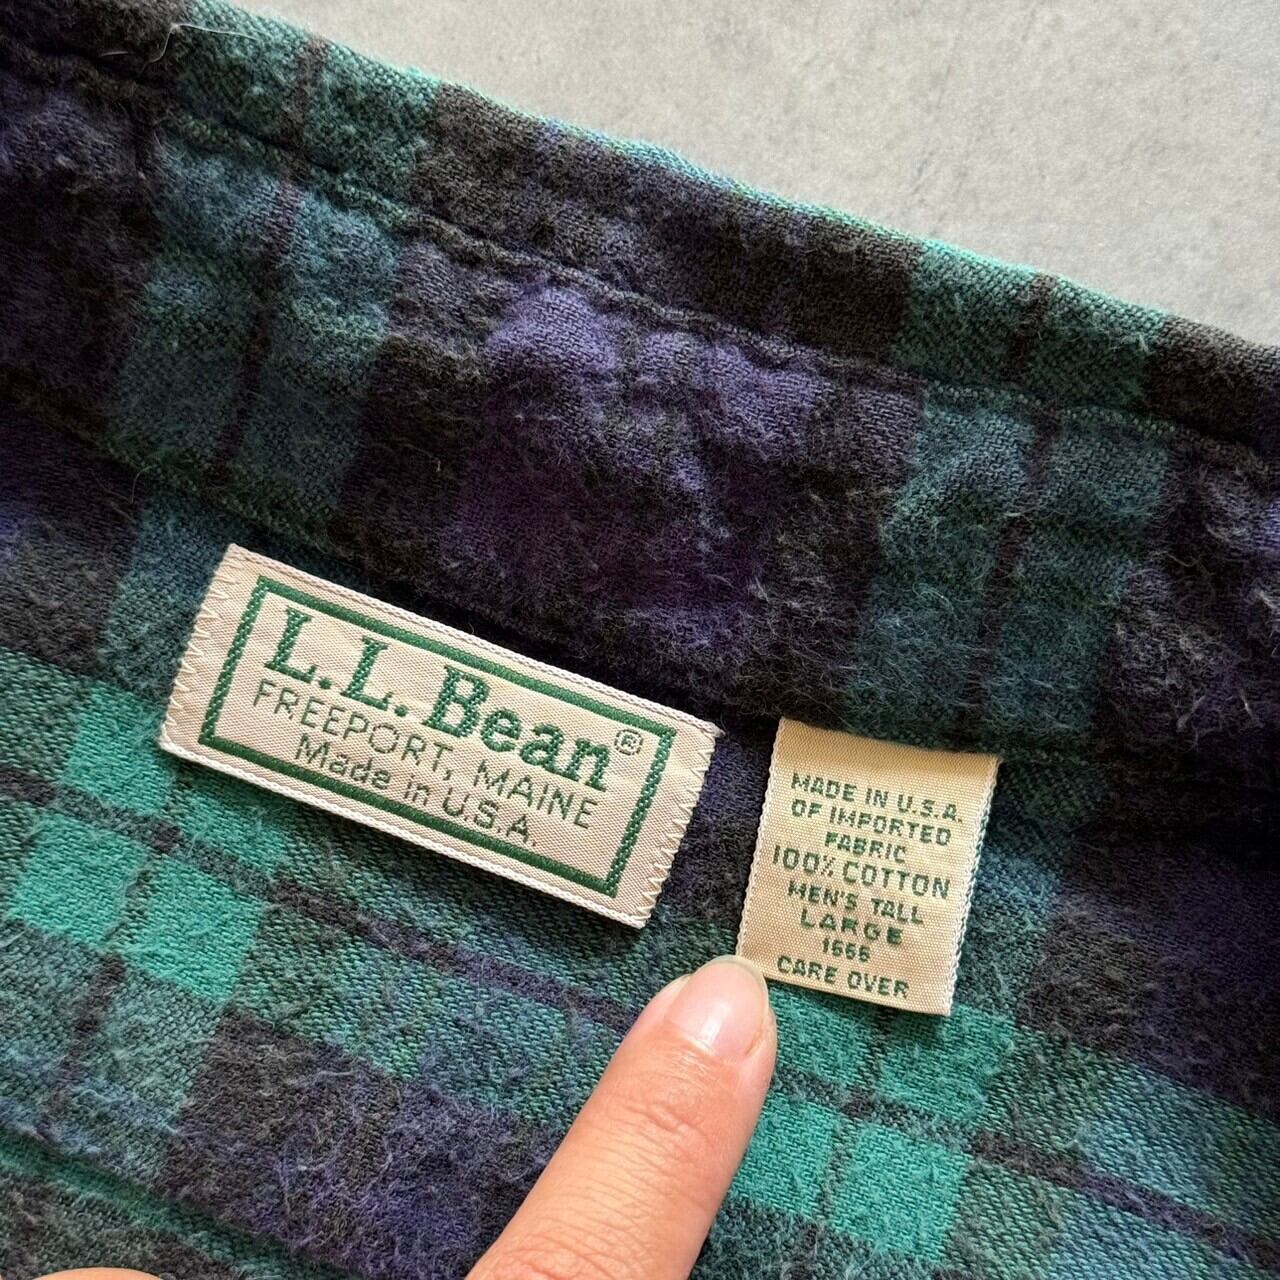 L.L.Bean®
FREEPORT, MAINE
Made in U.S.A.
MADE IN U.S.A.
OF IMPORTED
FABRIC
100% COTTON
MEN'S TALL
LARGE
1666
CARE OVER